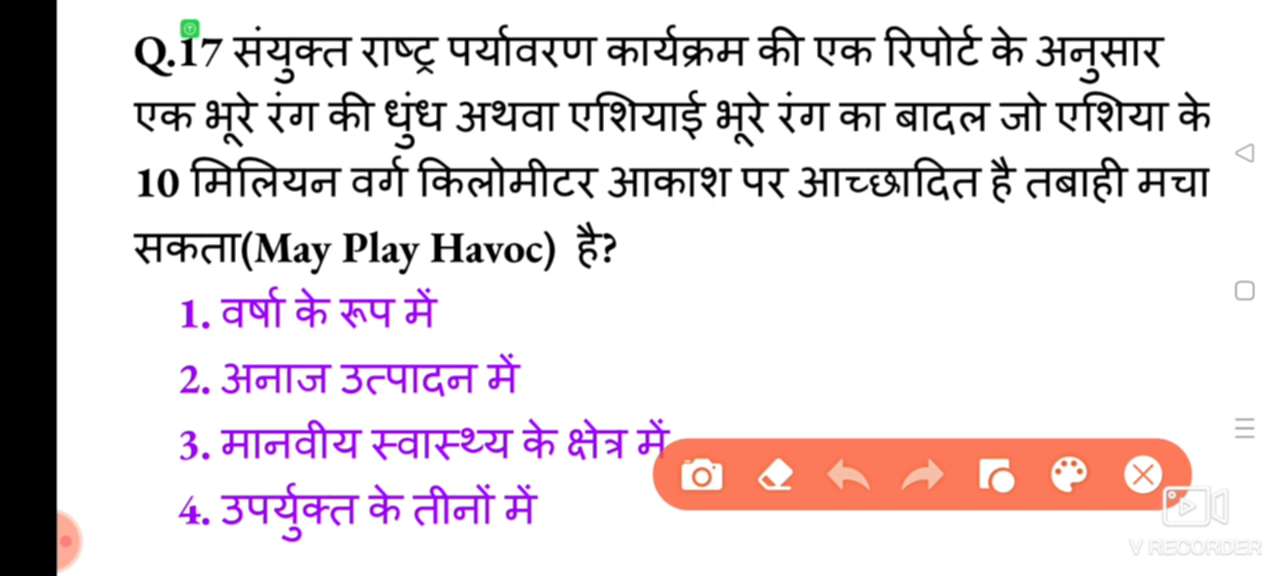 Q.17 संयुक्त राष्ट्र पर्यावरण कार्यक्रम की एक रिपोर्ट के अनुसार
एक भूरे रंग की धुंध अथवा एशियाई भूरे रंग का बादल जो एशिया के
10 मिलियन वर्ग किलोमीटर आकाश पर आच्छादित है तबाही मचा
सकता(May Play Havoc) है?
1. वर्षा के रूप में
2. अनाज उत्पादन में
3. मानवीय स्वास्थ्य के क्षेत्र में
4. उपर्युक्त के तीनों में
V RECORDER